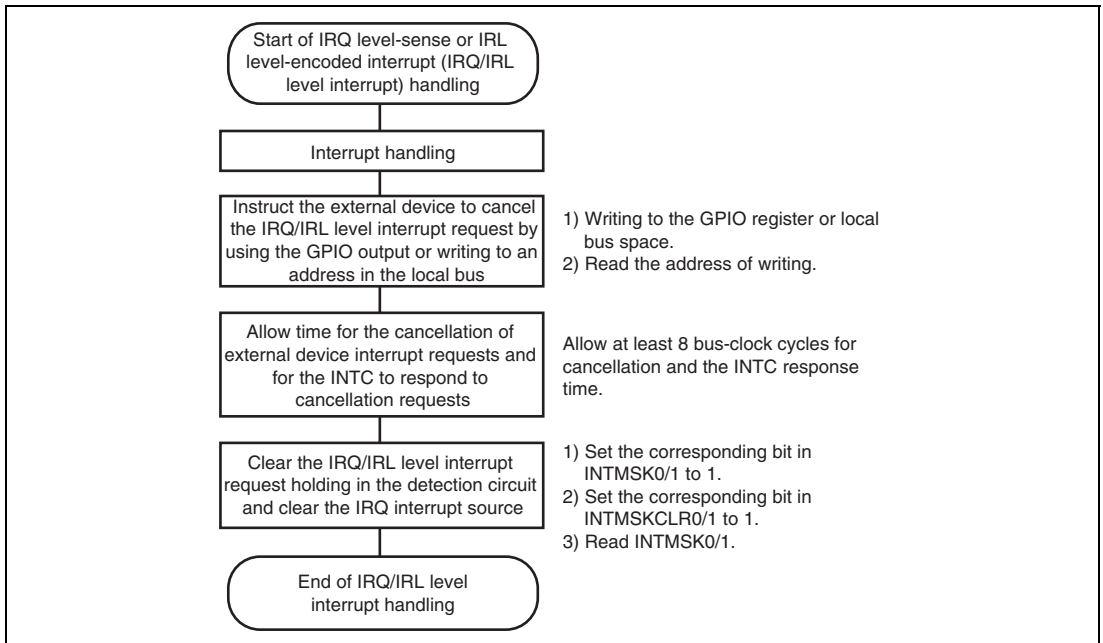 Start of IRQ level-sense or IRL
level-encoded interrupt (IRQ/IRL
level interrupt) handling
Interrupt handling
Instruct the external device to cancel
the IRQ/IRL level interrupt request by
using the GPIO output or writing to an
address in the local bus
1) Writing to the GPIO register or local
bus space.
2) Read the address of writing.
Allow time for the cancellation of
external device interrupt requests and
for the INTC to respond to
cancellation requests
Allow at least 8 bus-clock cycles for
cancellation and the INTC response
time.
Clear the IRQ/IRL level interrupt
request holding in the detection circuit
and clear the IRQ interrupt source
1) Set the corresponding bit in
INTMSK0/1 to 1.
2) Set the corresponding bit in
INTMSKCLR0/1 to 1.
3) Read INTMSK0/1.
End of IRQ/IRL level
interrupt handling